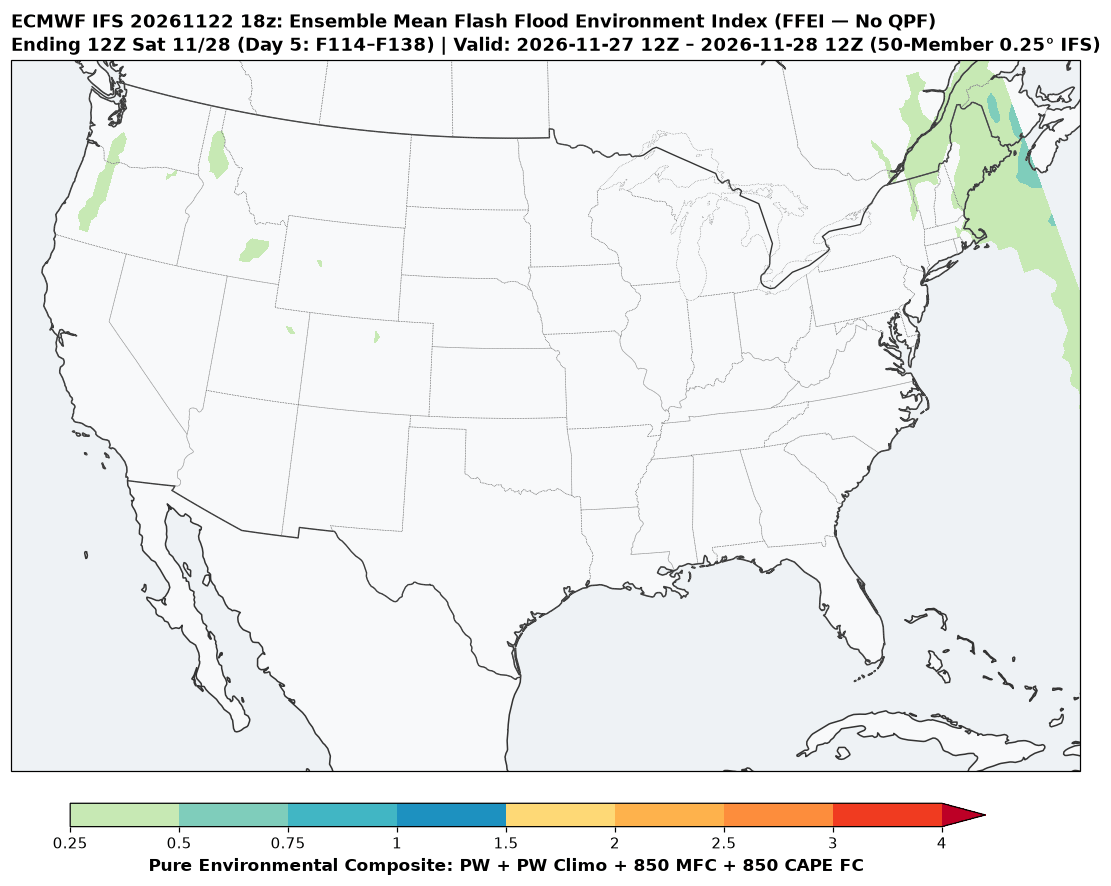 ECMWF IFS 20261122 18z: Ensemble Mean Flash Flood Environment Index (FFEI — No QPF)
Ending 12Z Sat 11/28 (Day 5: F114–F138) | Valid: 2026-11-27 12Z – 2026-11-28 12Z (50-Member 0.25° IFS)
0.25 0.5 0.75 1 1.5 2 2.5 3 4
Pure Environmental Composite: PW + PW Climo + 850 MFC + 850 CAPE FC